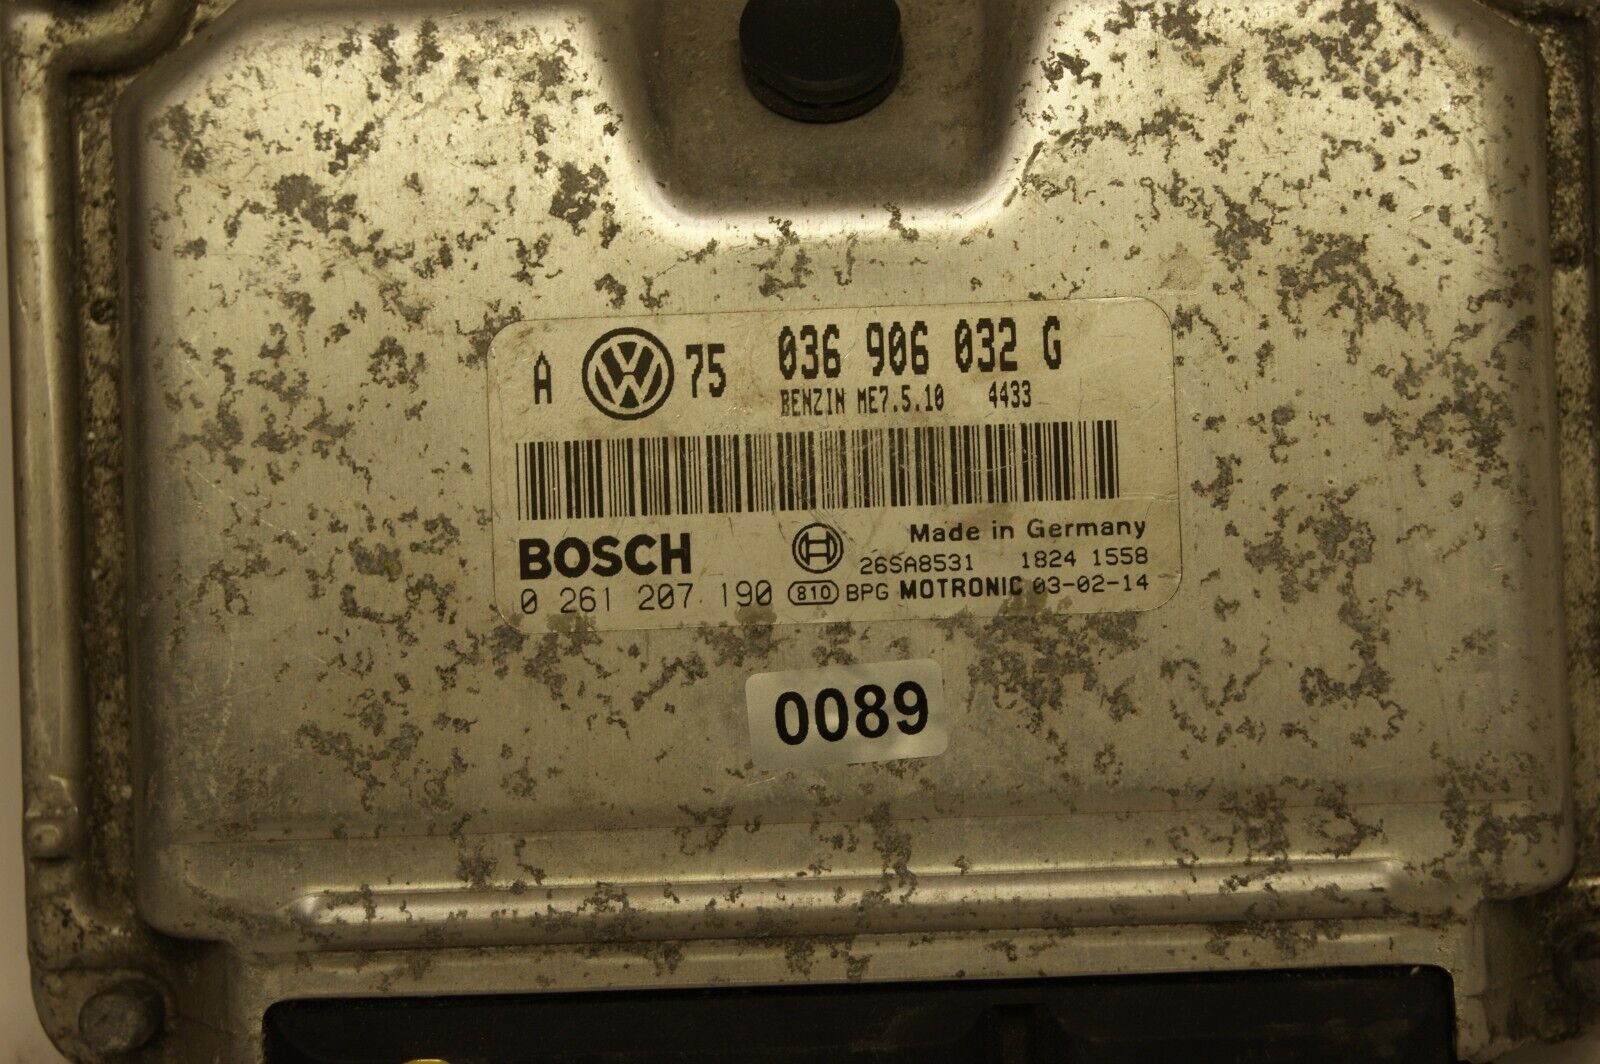 A VW 75 036 906 032 G
BENZIN ME7.5.10 4433
Made in Germany
BOSCH 26SA8531 1824 1558
0 261 207 190 810 BPG MOTRONIC 03-02-14
0089